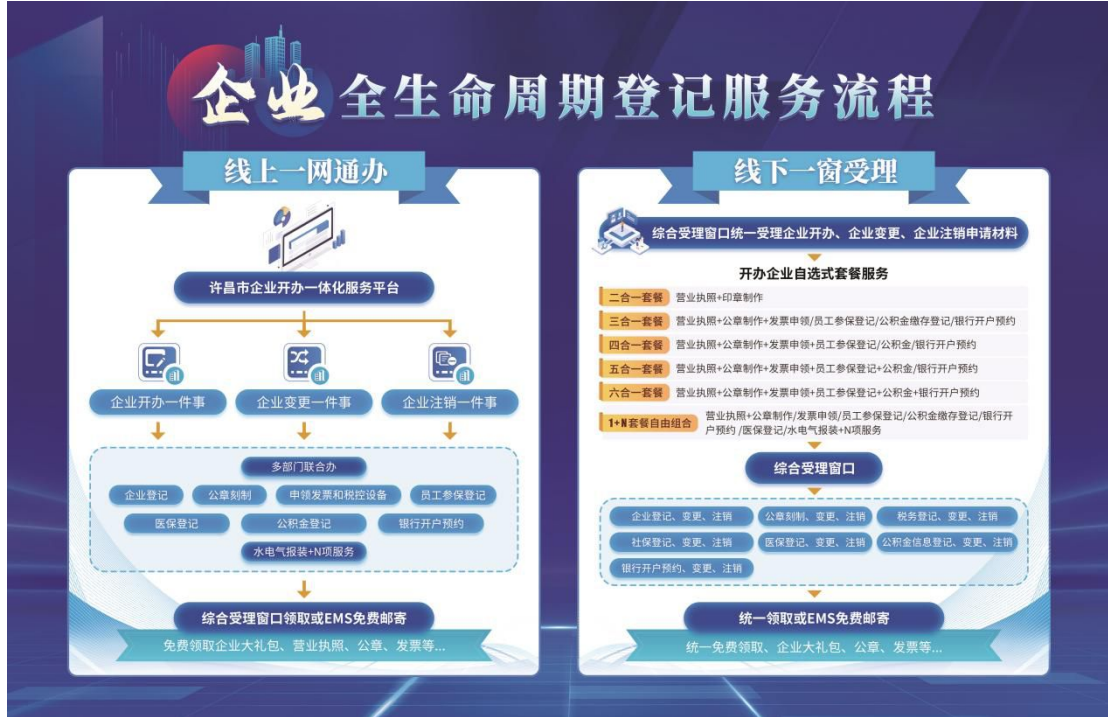 企业全生命周期登记服务流程
线上一网通办
许昌市企业开办一体化服务平台
企业开办一件事
企业变更一件事
企业注销一件事
多部门联合办
企业登记
公章刻制
申领发票和税控设备
员工参保登记
医保登记
公积金登记
银行开户预约
水电气报装+N项服务
综合受理窗口领取或EMS免费邮寄
免费领取企业大礼包、营业执照、公章、发票等...
线下一窗受理
综合受理窗口统一受理企业开办、企业变更、企业注销申请材料
开办企业自选式套餐服务
二合一套餐 营业执照+印章制作
三合一套餐 营业执照+公章制作+发票申领/员工参保登记/公积金缴存登记/银行开户预约
四合一套餐 营业执照+公章制作+发票申领+员工参保登记/公积金/银行开户预约
五合一套餐 营业执照+公章制作+发票申领+员工参保登记+公积金/银行开户预约
六合一套餐 营业执照+公章制作+发票申领+员工参保登记+公积金+银行开户预约
1+N套餐自由组合 营业执照+公章制作/发票申领/员工参保登记/公积金缴存登记/银行开
户预约 /医保登记/水电气报装+N项服务
综合受理窗口
企业登记、变更、注销
公章刻制、变更、注销
税务登记、变更、注销
社保登记、变更、注销
医保登记、变更、注销
公积金信息登记、变更、注销
银行开户预约、变更、注销
统一领取或EMS免费邮寄
统一免费领取、企业大礼包、公章、发票等...